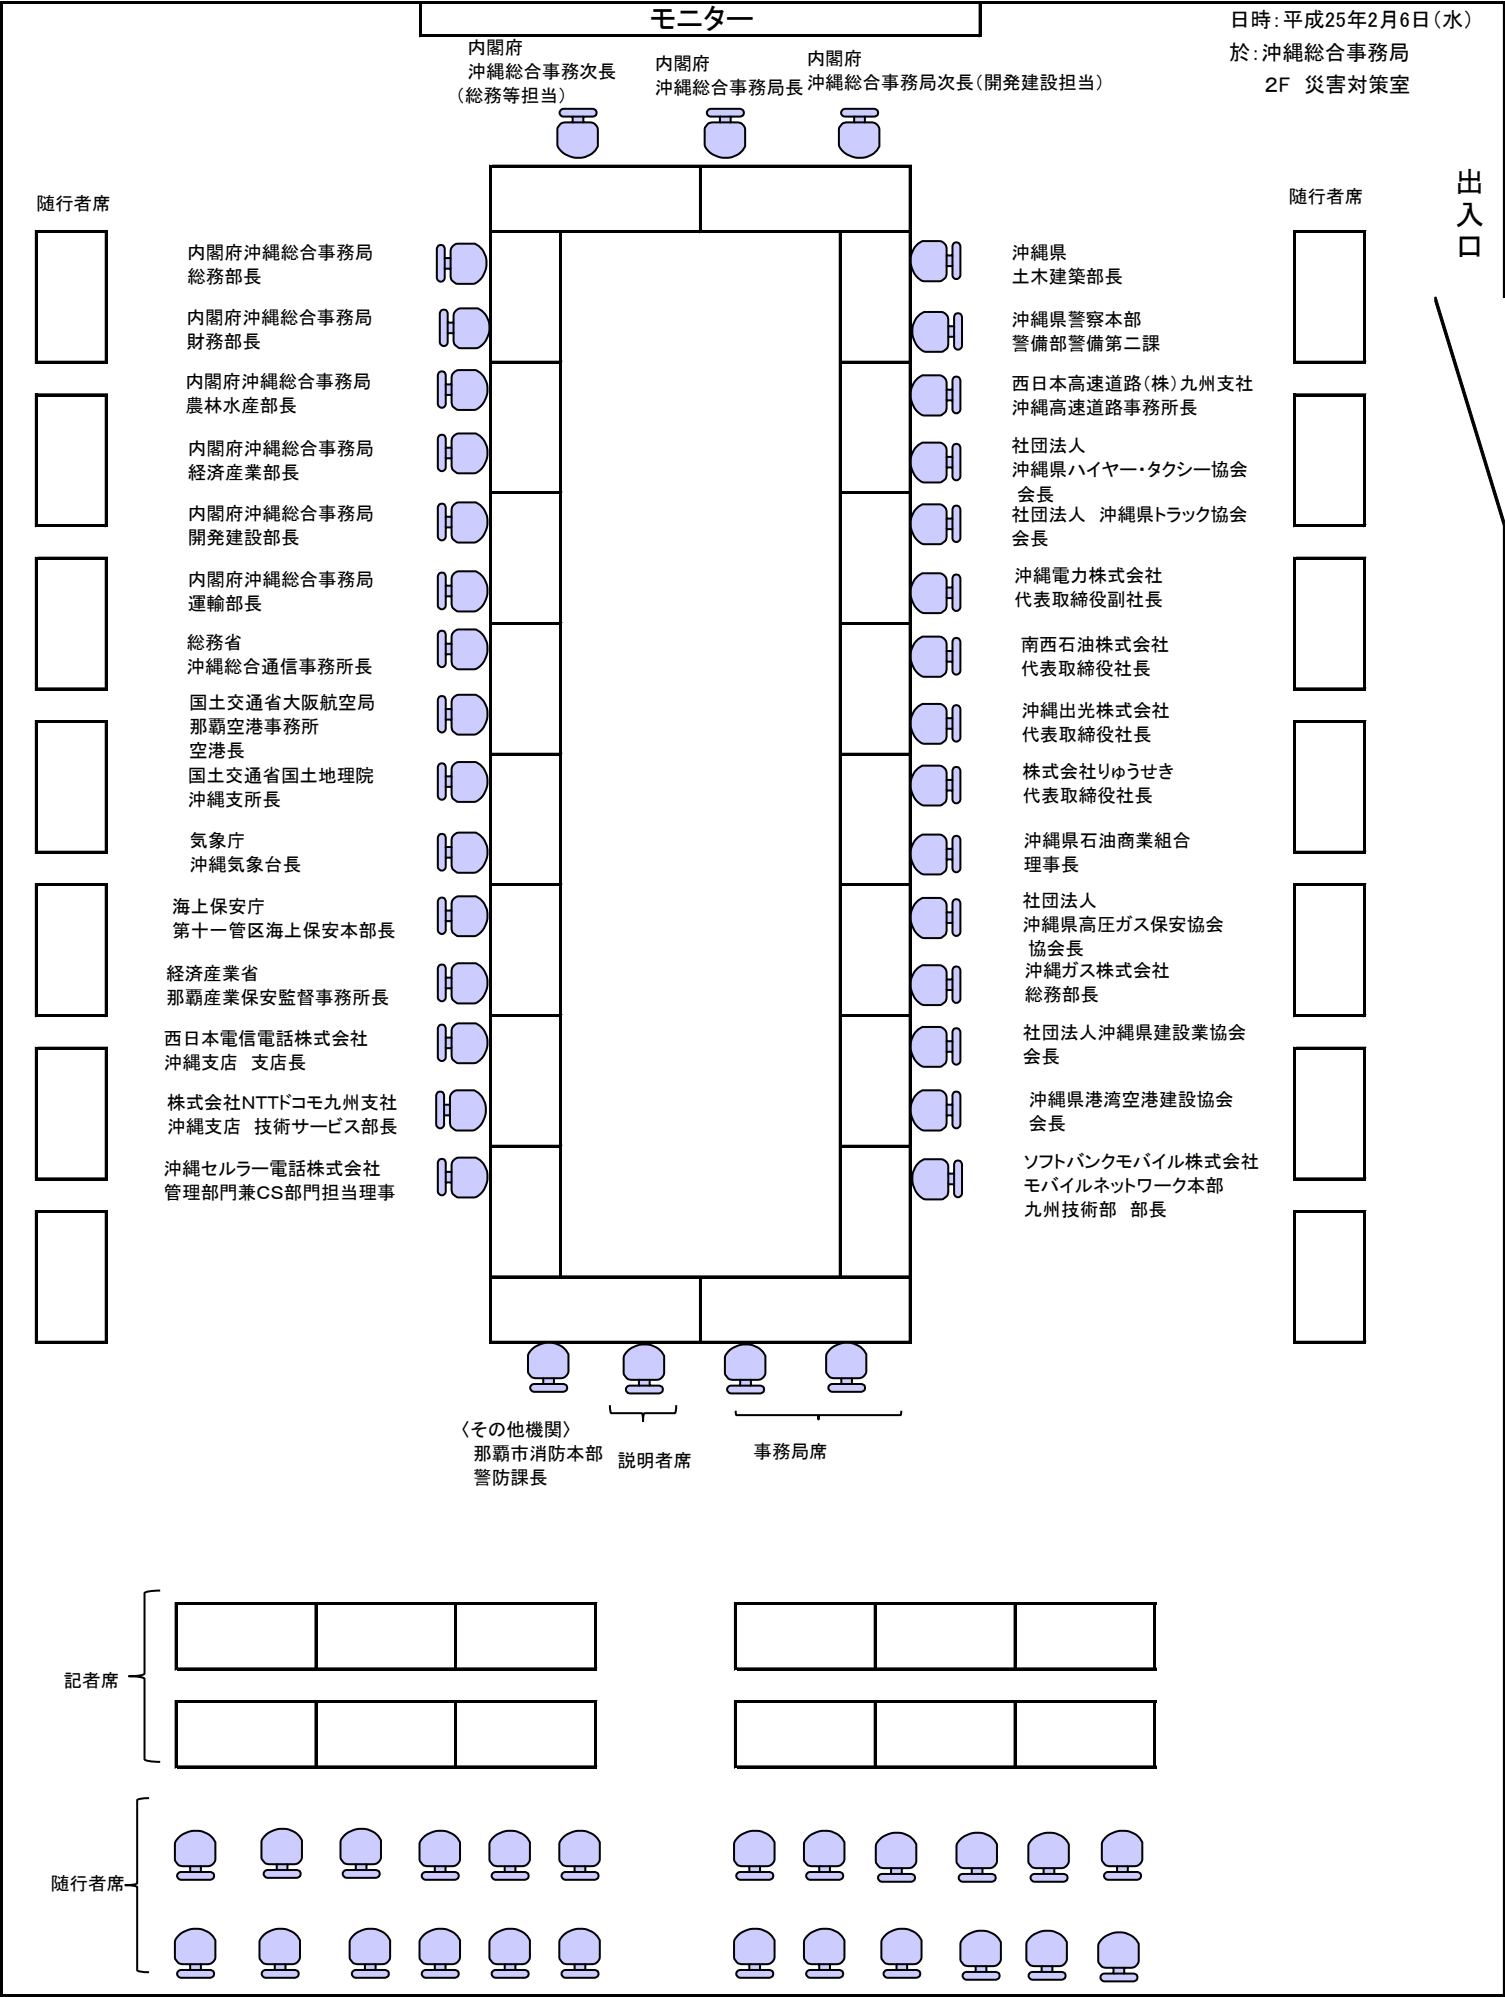 モニター
日時：平成25年2月6日（水）
於：沖縄総合事務局
2F　災害対策室
内閣府
沖縄総合事務次長
（総務等担当）
内閣府
沖縄総合事務局長
内閣府
沖縄総合事務局次長（開発建設担当）
出
入
口
随行者席
随行者席
内閣府沖縄総合事務局
総務部長
内閣府沖縄総合事務局
財務部長
内閣府沖縄総合事務局
農林水産部長
内閣府沖縄総合事務局
経済産業部長
内閣府沖縄総合事務局
開発建設部長
内閣府沖縄総合事務局
運輸部長
総務省
沖縄総合通信事務所長
国土交通省大阪航空局
那覇空港事務所
空港長
国土交通省国土地理院
沖縄支所長
気象庁
沖縄気象台長
海上保安庁
第十一管区海上保安本部長
経済産業省
那覇産業保安監督事務所長
西日本電信電話株式会社
沖縄支店　支店長
株式会社NTTドコモ九州支社
沖縄支店　技術サービス部長
沖縄セルラー電話株式会社
管理部門兼CS部門担当理事
沖縄県
土木建築部長
沖縄県警察本部
警備部警備第二課
西日本高速道路（株）九州支社
沖縄高速道路事務所長
社団法人
沖縄県ハイヤー・タクシー協会
会長
社団法人　沖縄県トラック協会
会長
沖縄電力株式会社
代表取締役副社長
南西石油株式会社
代表取締役社長
沖縄出光株式会社
代表取締役社長
株式会社りゅうせき
代表取締役社長
沖縄県石油商業組合
理事長
社団法人
沖縄県高圧ガス保安協会
協会長
沖縄ガス株式会社
総務部長
社団法人沖縄県建設業協会
会長
沖縄県港湾空港建設協会
会長
ソフトバンクモバイル株式会社
モバイルネットワーク本部
九州技術部　部長
〈その他機関〉
那覇市消防本部
警防課長
説明者席
事務局席
記者席
随行者席